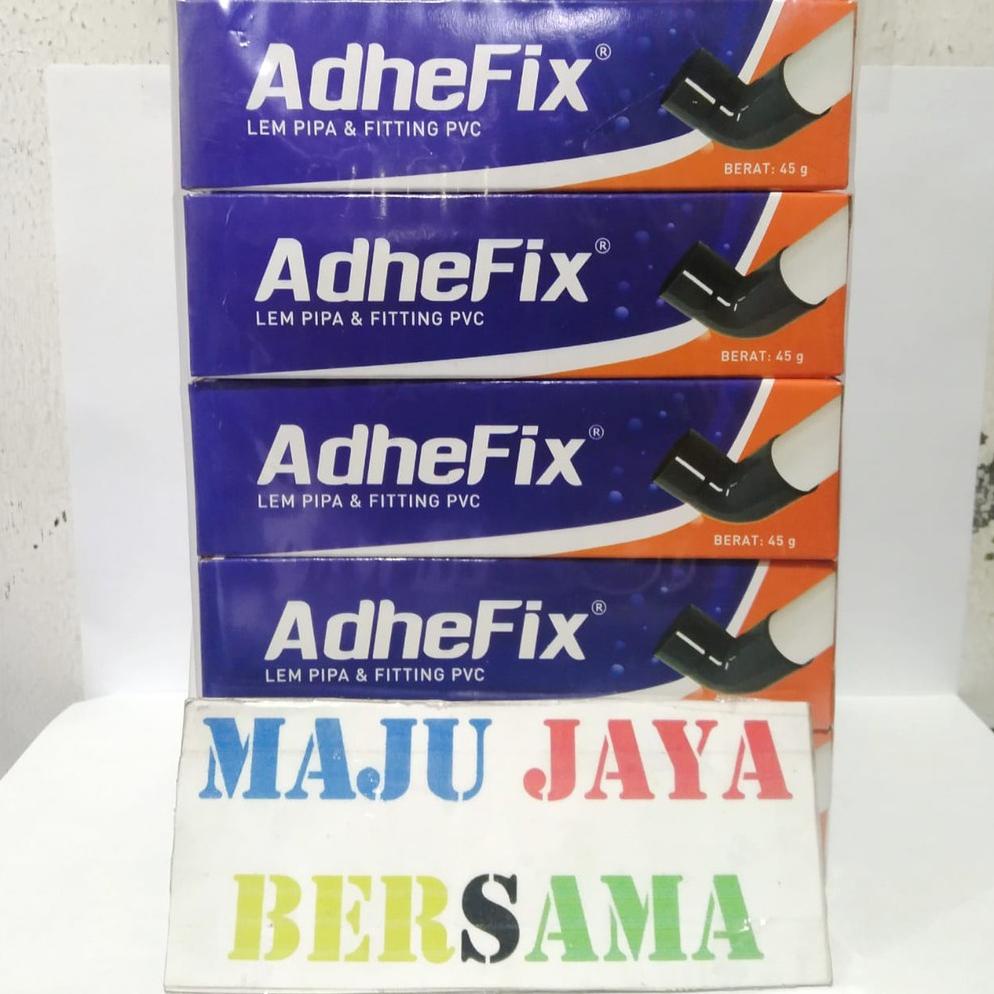 AdheFix®
LEM PIPA & FITTING PVC
BERAT: 45 g
AdheFix®
LEM PIPA & FITTING PVC
BERAT: 45 g
AdheFix®
LEM PIPA & FITTING PVC
BERAT: 45 g
AdheFix®
LEM PIPA & FITTING PVC
MAJU JAYA
BERSAMA